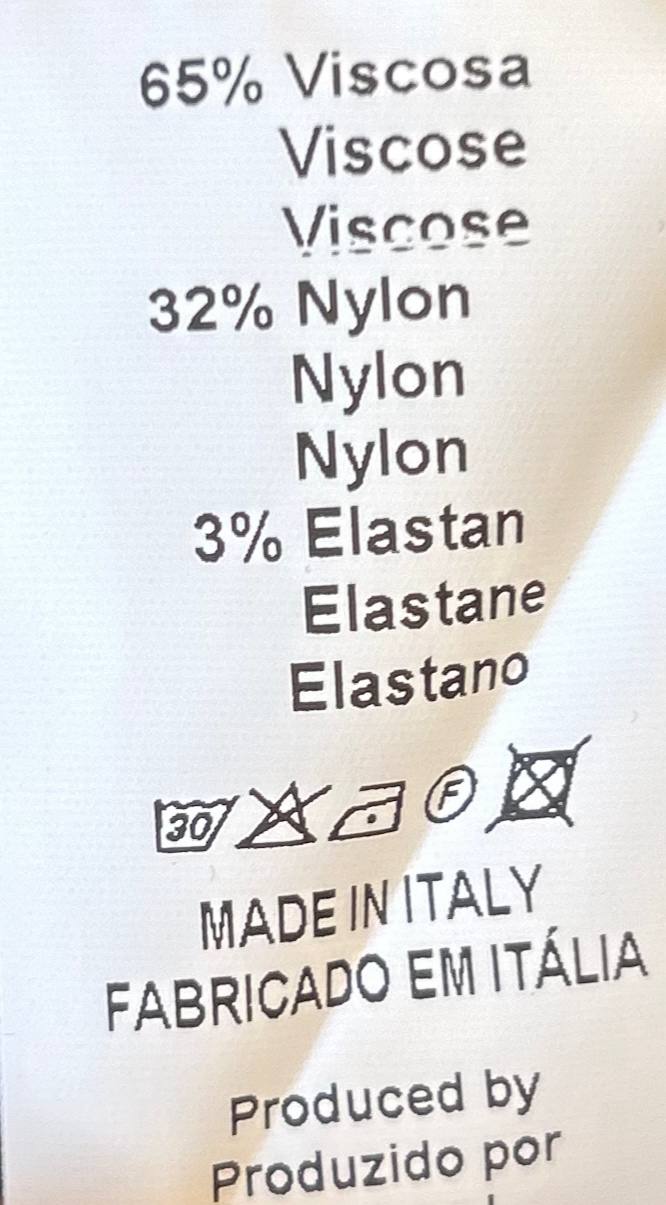 65% Viscosa
Viscose
Viscose
32% Nylon
Nylon
Nylon
3% Elastan
Elastane
Elastano
30 F
MADE IN ITALY
FABRICADO EM ITÁLIA
Produced by
Produzido por